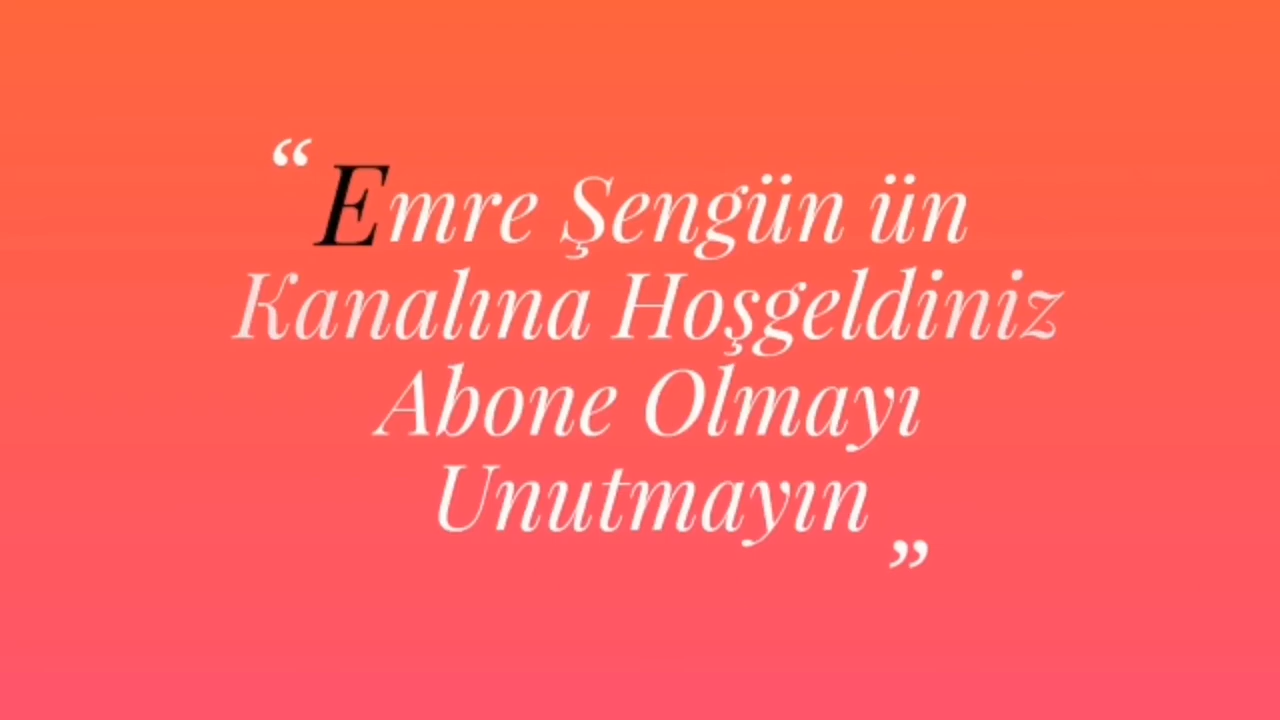 “Emre Şengün ün
Kanalına Hoşgeldiniz
Abone Olmayı
Unutmayın”